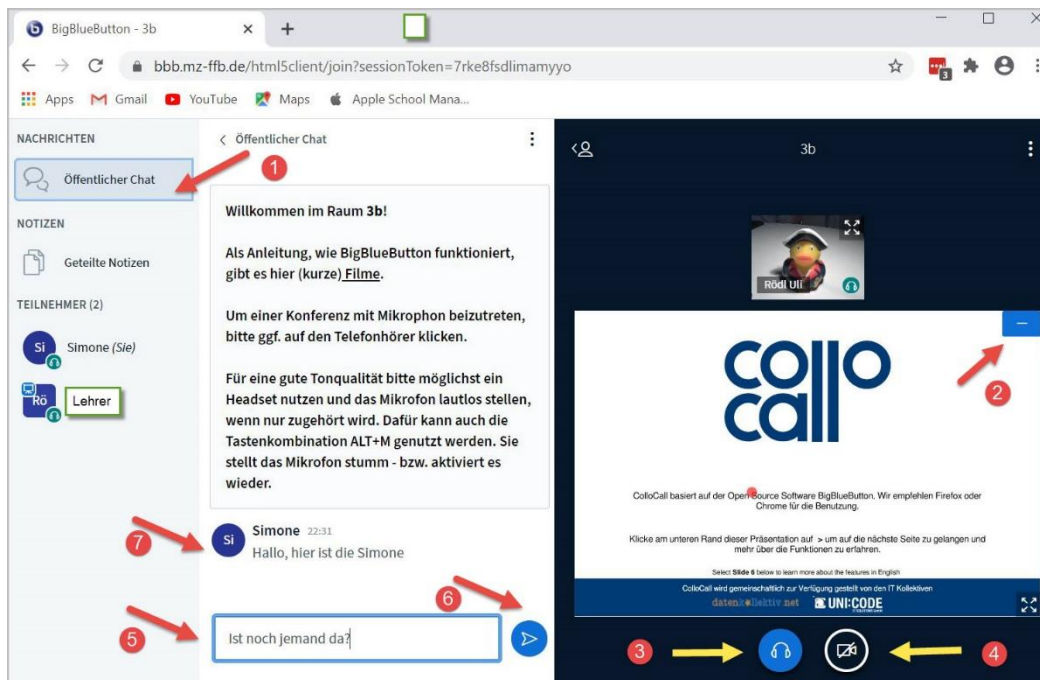 BigBlueButton - 3b
bbb.mz-ffb.de/html5client/join?sessionToken=7rke8fsdlimamyyo
3
Apps
Gmail
YouTube
Maps
Apple School Mana...
NACHRICHTEN
Öffentlicher Chat
NOTIZEN
Geteilte Notizen
TEILNEHMER (2)
Si
Simone (Sie)
Rö
Lehrer
Öffentlicher Chat
1
Willkommen im Raum 3b!
Als Anleitung, wie BigBlueButton funktioniert,
gibt es hier (kurze) Filme.
Um einer Konferenz mit Mikrophon beizutreten,
bitte ggf. auf den Telefonhörer klicken.
Für eine gute Tonqualität bitte möglichst ein
Headset nutzen und das Mikrofon lautlos stellen,
wenn nur zugehört wird. Dafür kann auch die
Tastenkombination ALT+M genutzt werden. Sie
stellt das Mikrofon stumm - bzw. aktiviert es
wieder.
7
Si
Simone 22:31
Hallo, hier ist die Simone
6
5
Ist noch jemand da?
3b
Rödl Uli
2
collo
call
ColloCall basiert auf der Open Source Software BigBlueButton. Wir empfehlen Firefox oder
Chrome für die Benutzung.
Klicke am unteren Rand dieser Präsentation auf > um auf die nächste Seite zu gelangen und
mehr über die Funktionen zu erfahren.
Select Slide 6 below to learn more about the features in English
ColloCall wird gemeinschaftlich zur Verfügung gestellt von den IT Kollektiven
datenkollektiv.net
UNI:CODE
3
4